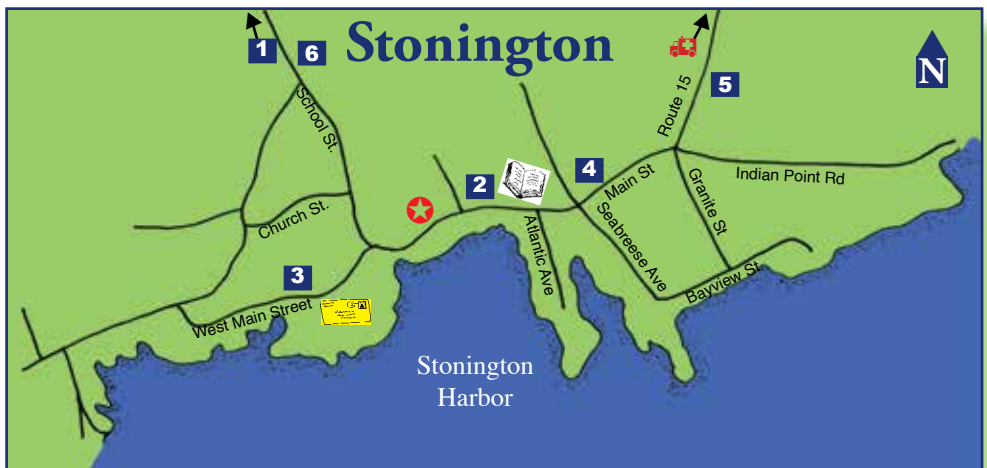 Stonington
N
1
6
5
School St.
Route 15
2
4
Main St
Indian Point Rd
Granite St
Church St.
Atlantic Ave
Seabreese Ave
3
Bayview St.
West Main Street
Stonington
Harbor